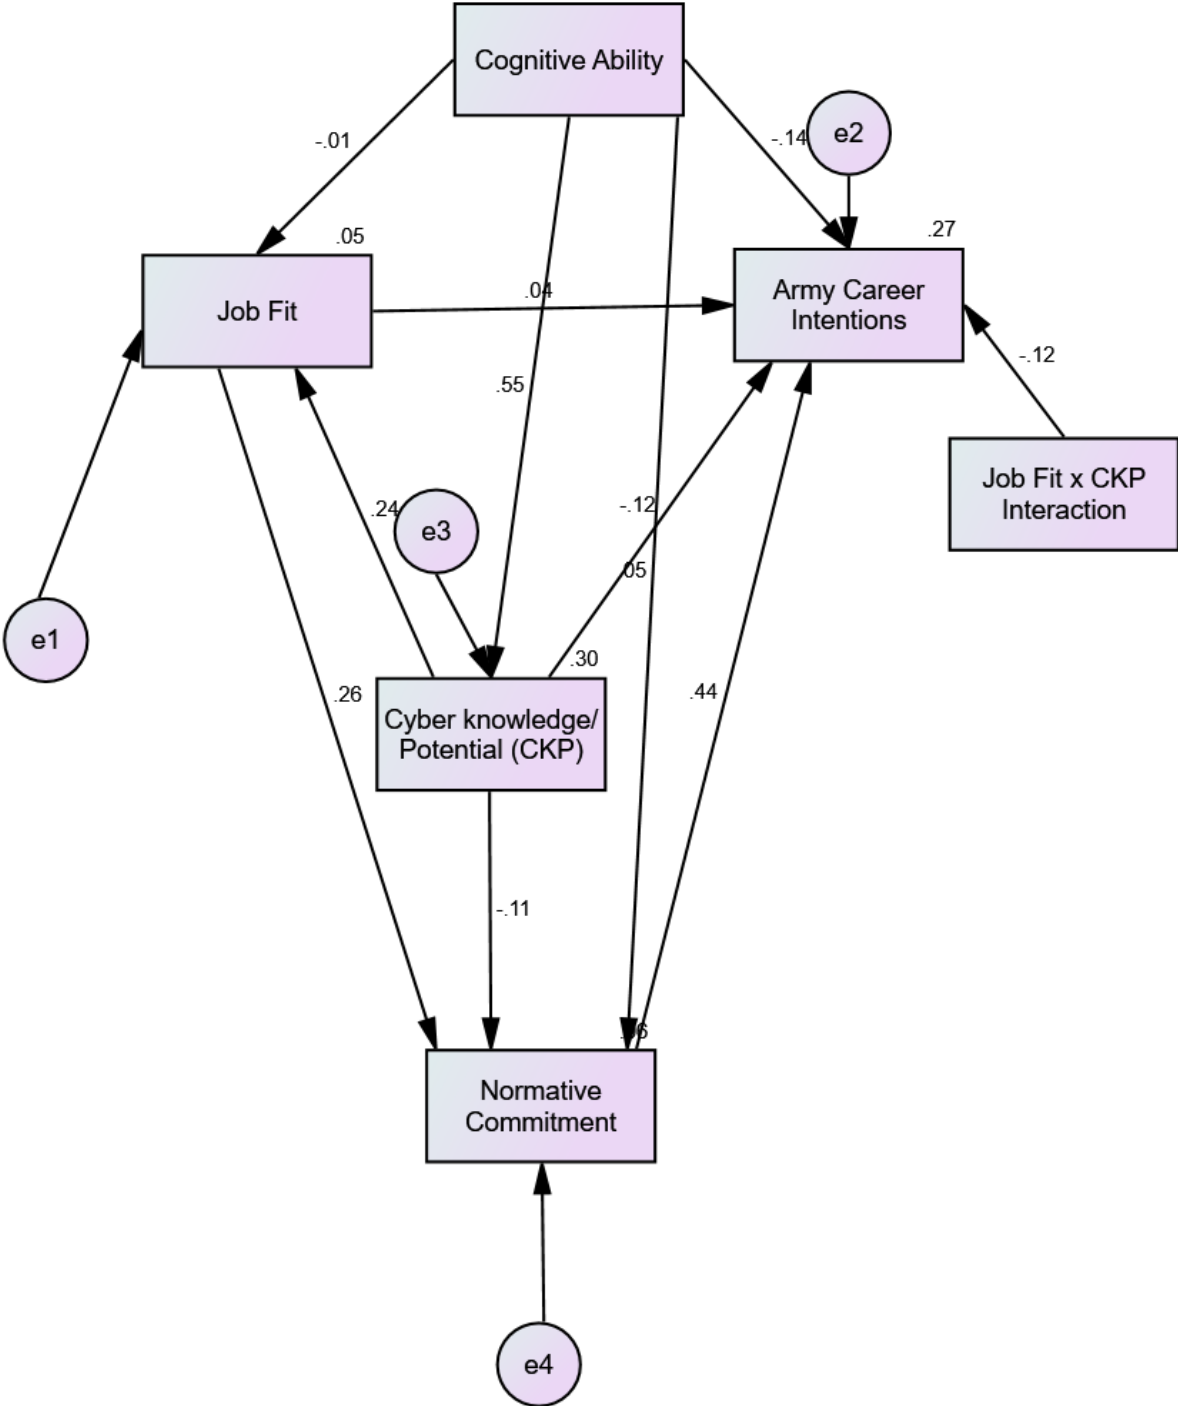 Cognitive Ability
e2
-.01
-.14
.05
.27
Job Fit
Army Career
Intentions
.04
-.12
.55
Job Fit x CKP
Interaction
.24
e3
-.12
.05
e1
.30
.26
.44
Cyber knowledge/
Potential (CKP)
-.11
.06
Normative
Commitment
e4